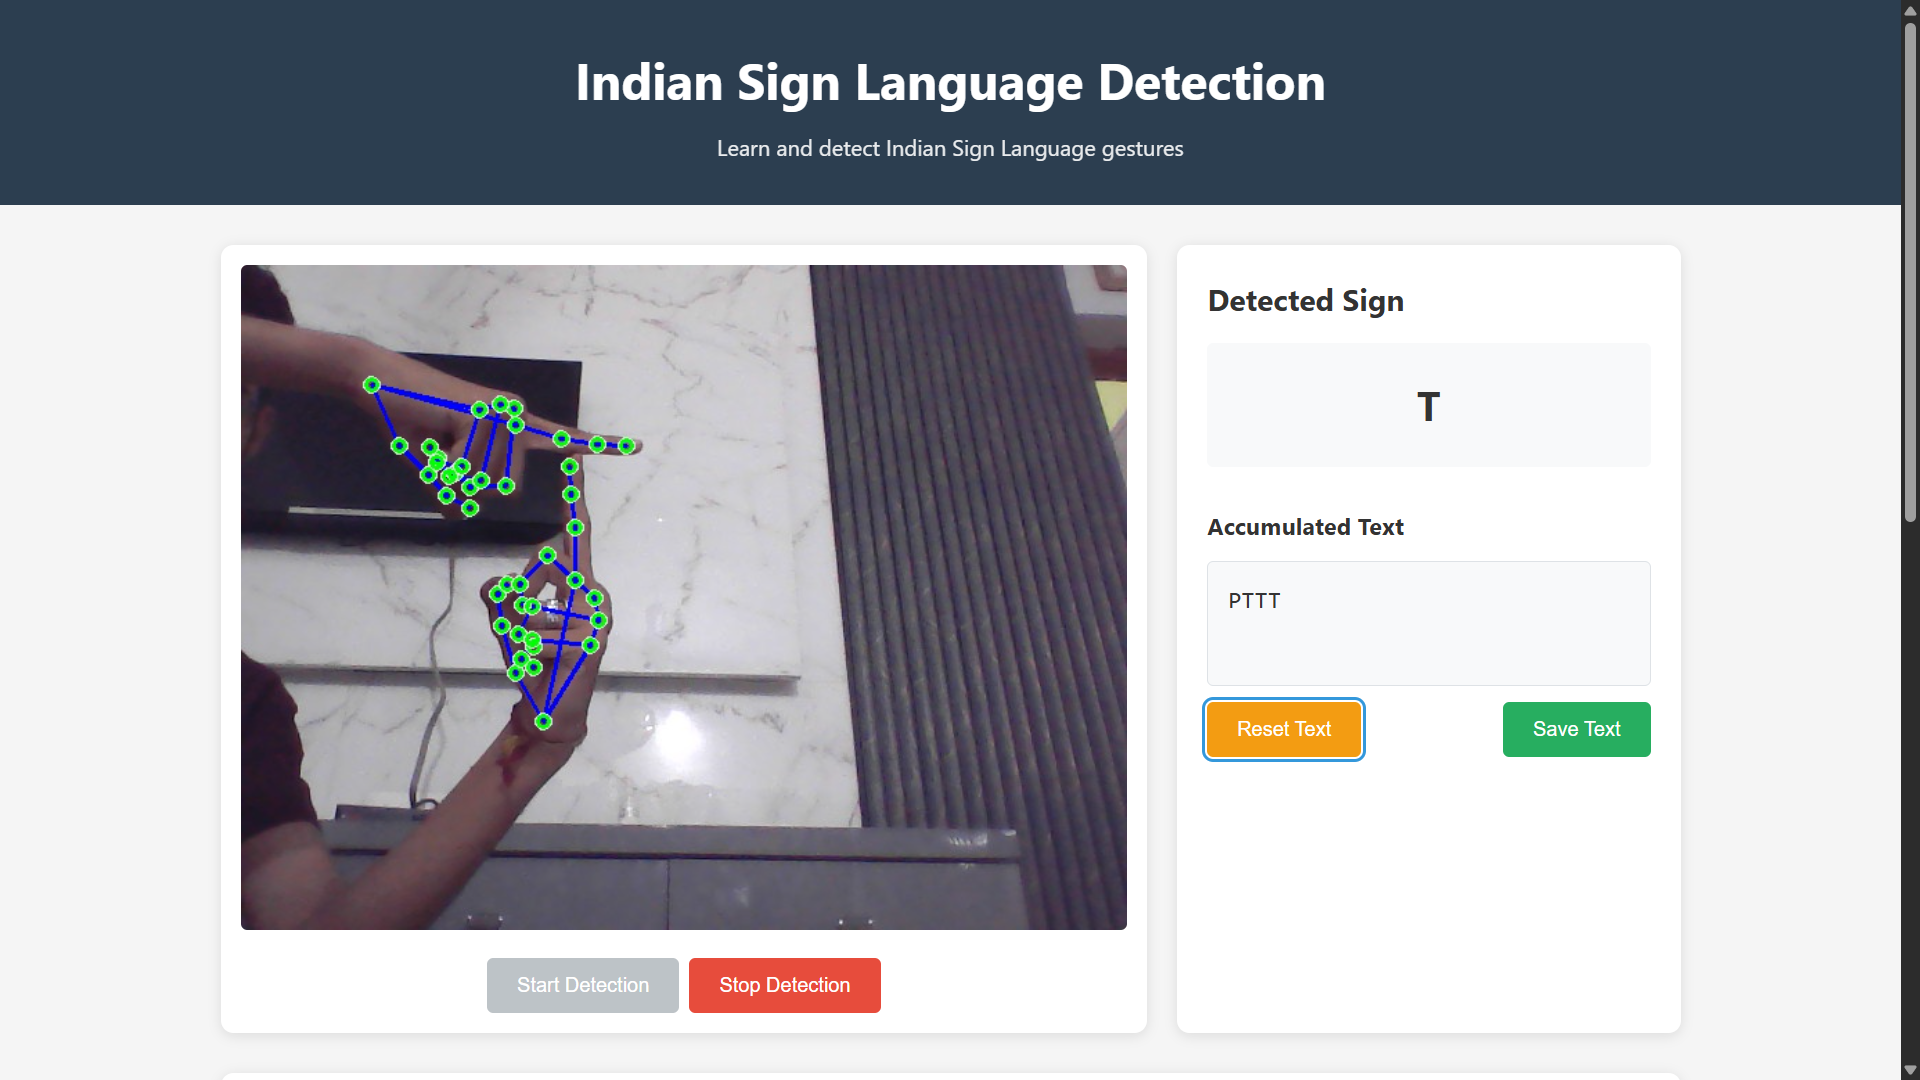 Indian Sign Language Detection
Learn and detect Indian Sign Language gestures
Detected Sign
T
Accumulated Text
PTTT
Reset Text
Save Text
Start Detection
Stop Detection